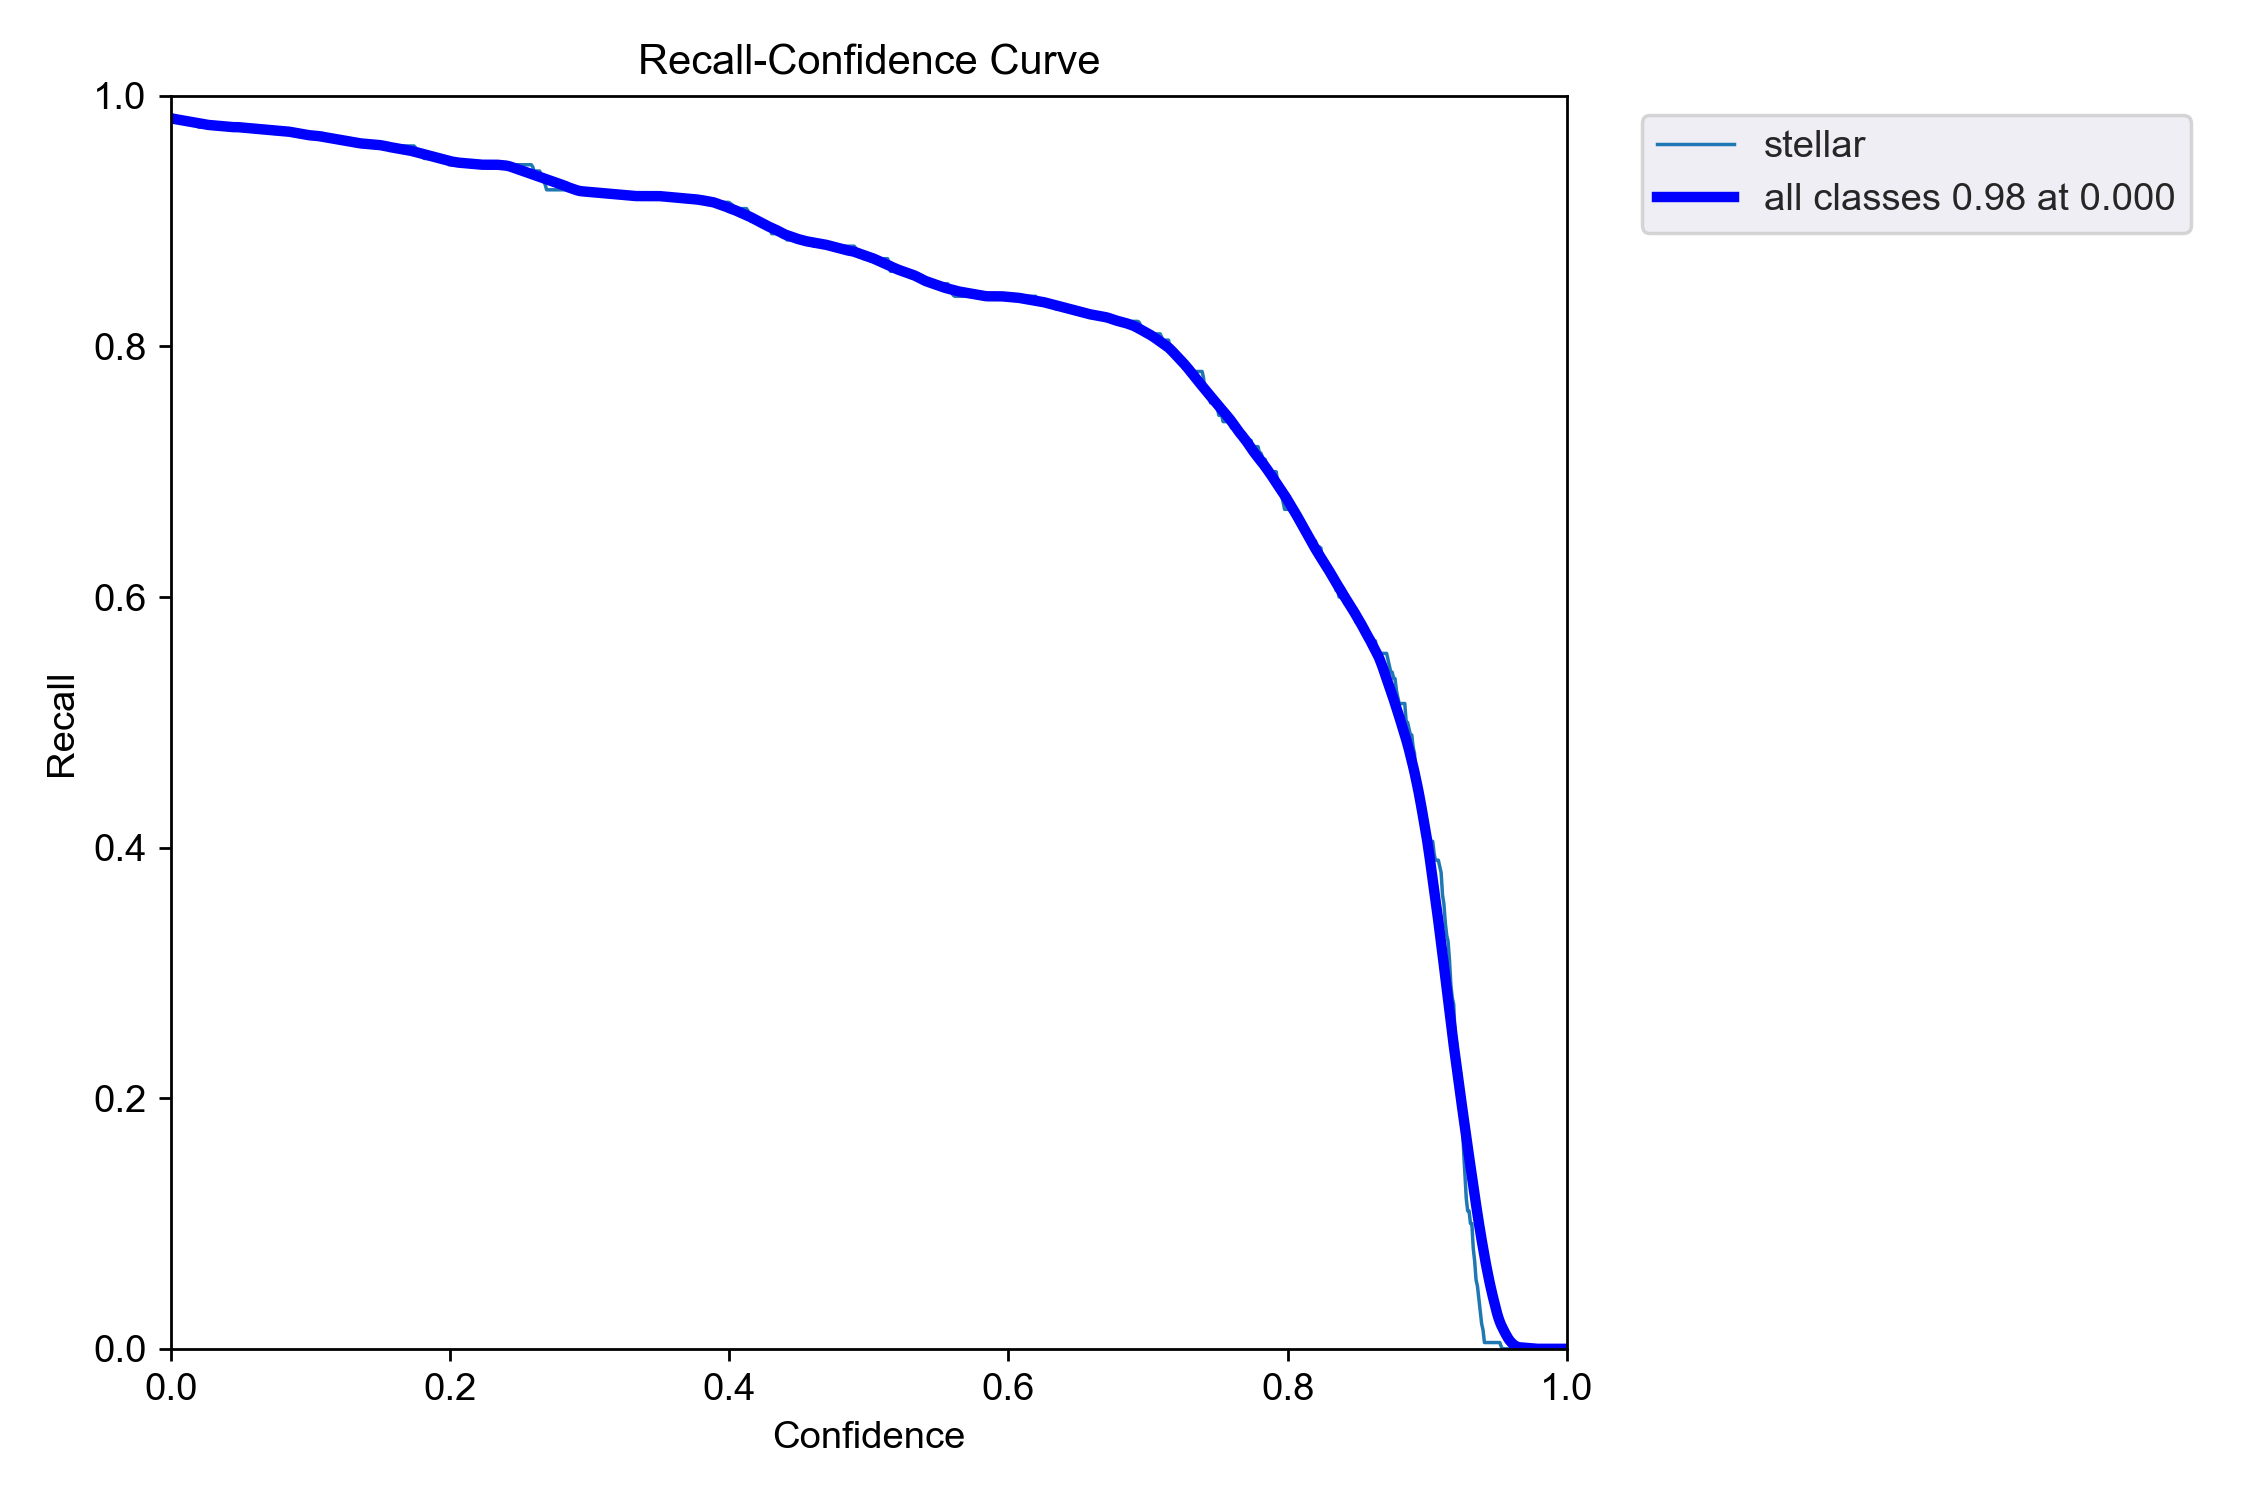 Recall-Confidence Curve
1.0
0.8
0.6
0.4
0.2
0.0
Recall
0.0 0.2 0.4 0.6 0.8 1.0
Confidence
stellar
all classes 0.98 at 0.000